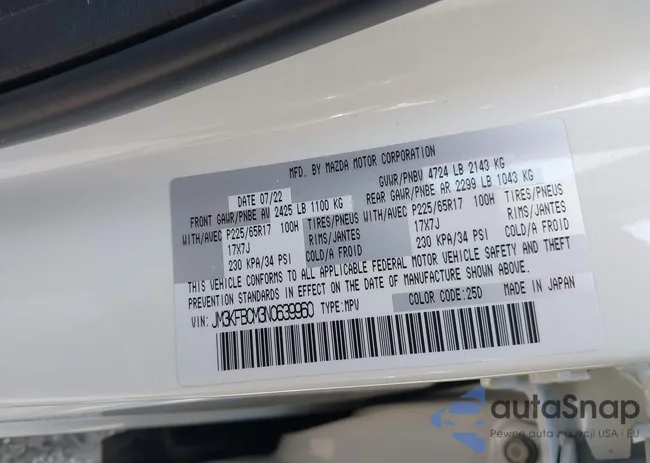 MFD. BY MAZDA MOTOR CORPORATION
DATE 07/22 GVWR/PNBV 4724 LB 2143 KG
FRONT GAWR/PNBE AV 2425 LB 1100 KG REAR GAWR/PNBE AR 2299 LB 1043 KG
WITH/AVEC P225/65R17 100H TIRES/PNEUS WITH/AVEC P225/65R17 100H TIRES/PNEUS
17X7J RIMS/JANTES 17X7J RIMS/JANTES
230 KPA/34 PSI COLD/A FROID 230 KPA/34 PSI COLD/A FROID
THIS VEHICLE CONFORMS TO ALL APPLICABLE FEDERAL MOTOR VEHICLE SAFETY AND THEFT
PREVENTION STANDARDS IN EFFECT ON THE DATE OF MANUFACTURE SHOWN ABOVE.
VIN: JM3KFBCM3N0639960 TYPE: MPV COLOR CODE: 25D MADE IN JAPAN
autaSnap
Pewne auta z aukcji USA i EU